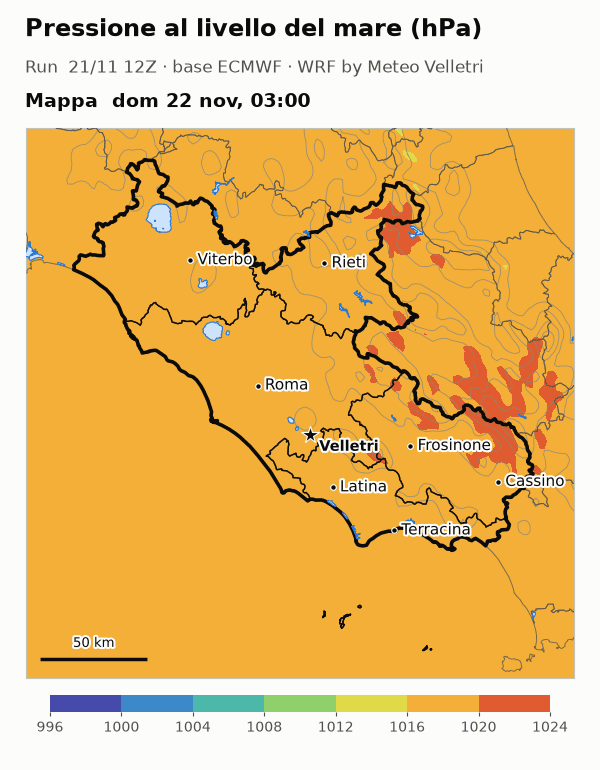 Pressione al livello del mare (hPa)
Run  21/11 12Z · base ECMWF · WRF by Meteo Velletri
Mappa  dom 22 nov, 03:00
Viterbo
Rieti
Roma
Velletri
Frosinone
Latina
Cassino
Terracina
50 km
996 1000 1004 1008 1012 1016 1020 1024